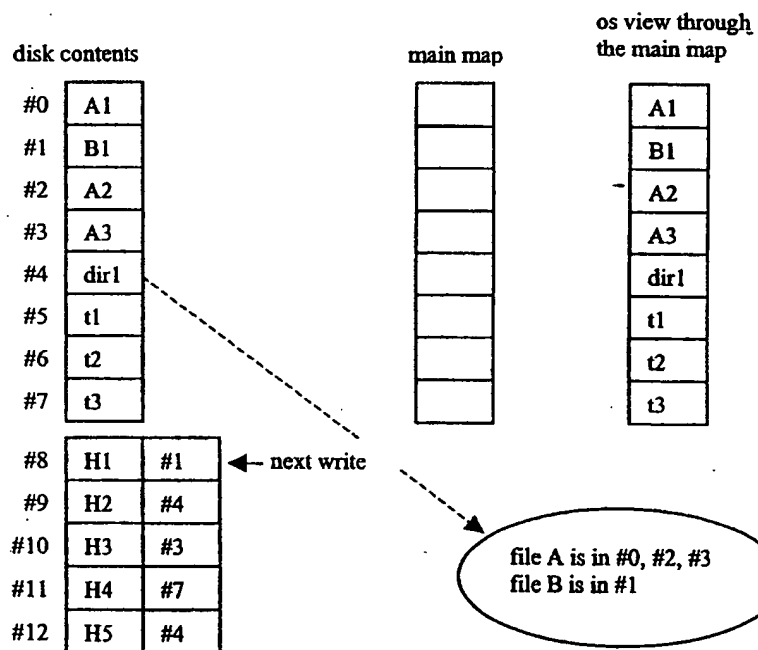 disk contents
main map
os view through
the main map
#0 A1
#1 B1
#2 A2
#3 A3
#4 dir1
#5 t1
#6 t2
#7 t3
A1
B1
A2
A3
dir1
t1
t2
t3
#8 H1 #1 next write
#9 H2 #4
#10 H3 #3
#11 H4 #7
#12 H5 #4
file A is in #0, #2, #3
file B is in #1